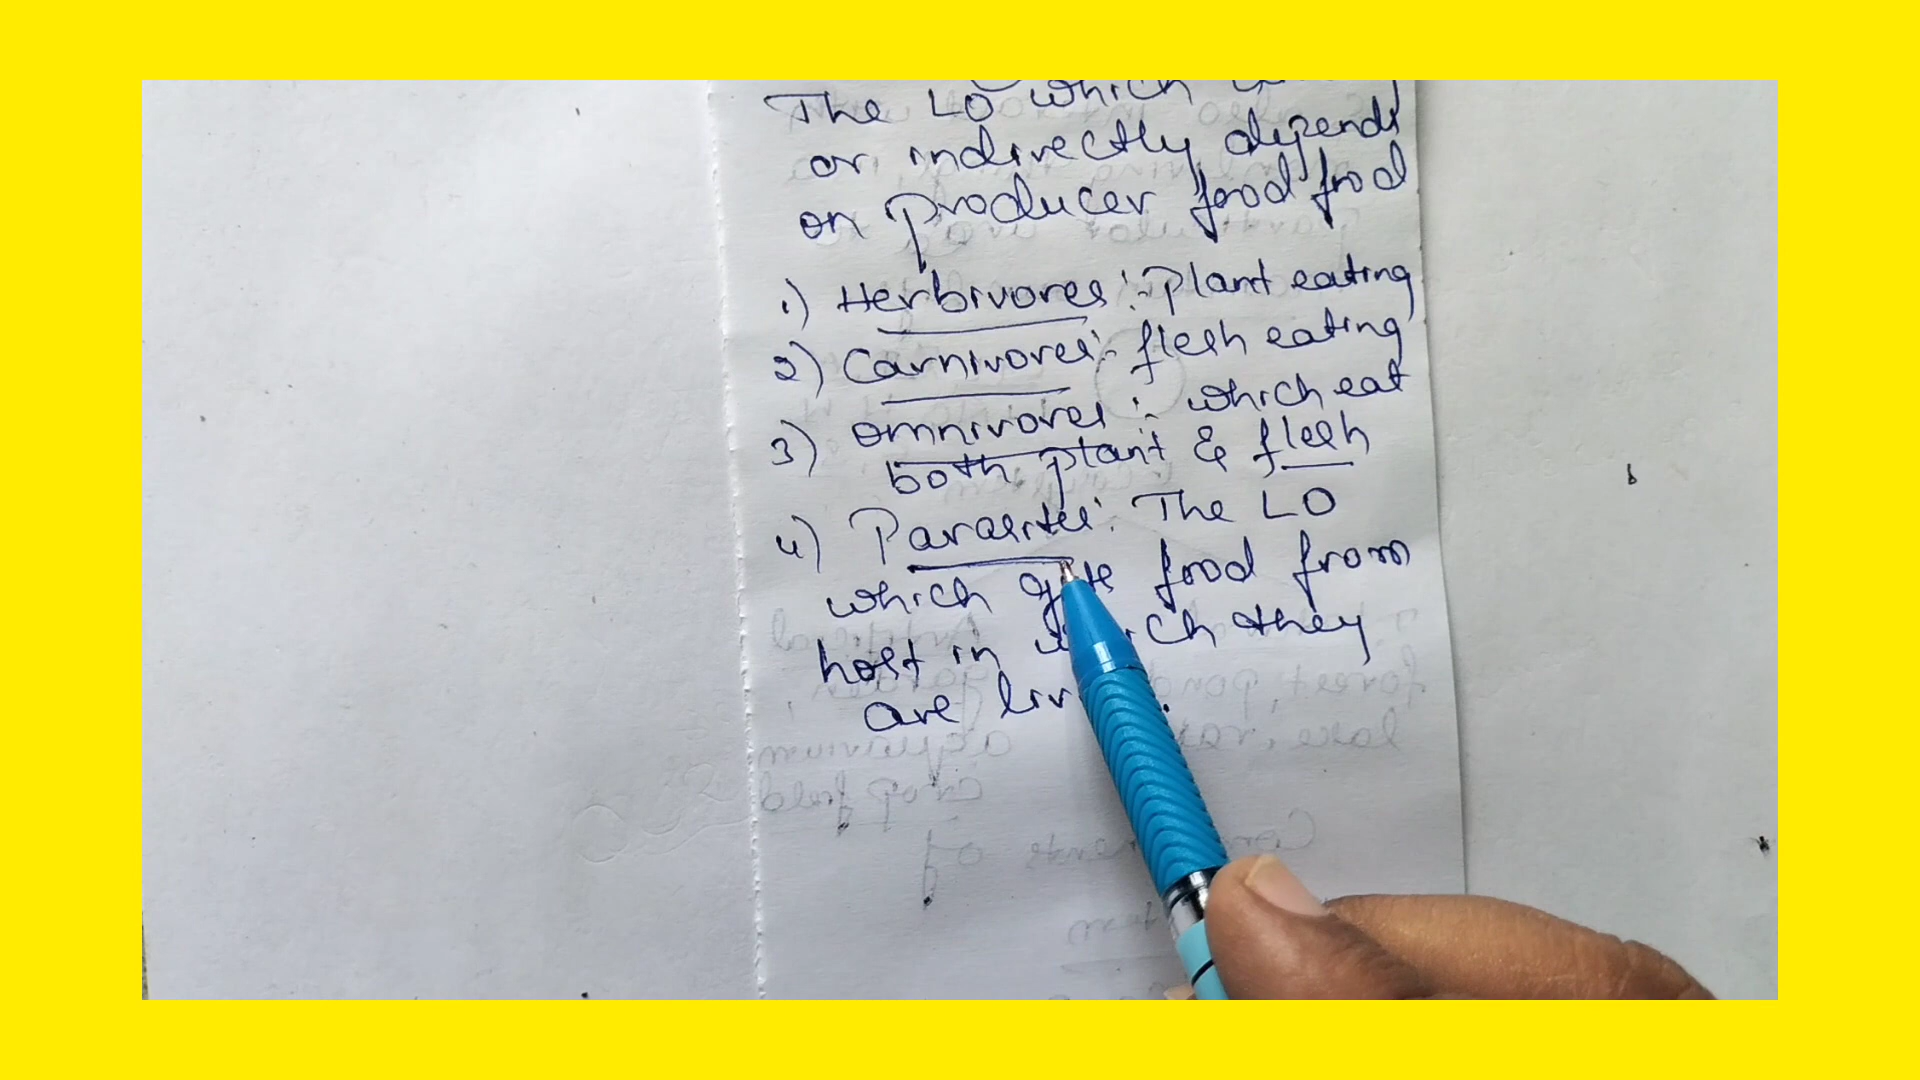 The LO which
or indirectly depends
on producer food food
1) Herbivores :- Plant eating
2) Carnivores :- flesh eating
3) omnivores :- which eat
both plant & flesh
4) Parasites : The LO
which food from
host in which they
are